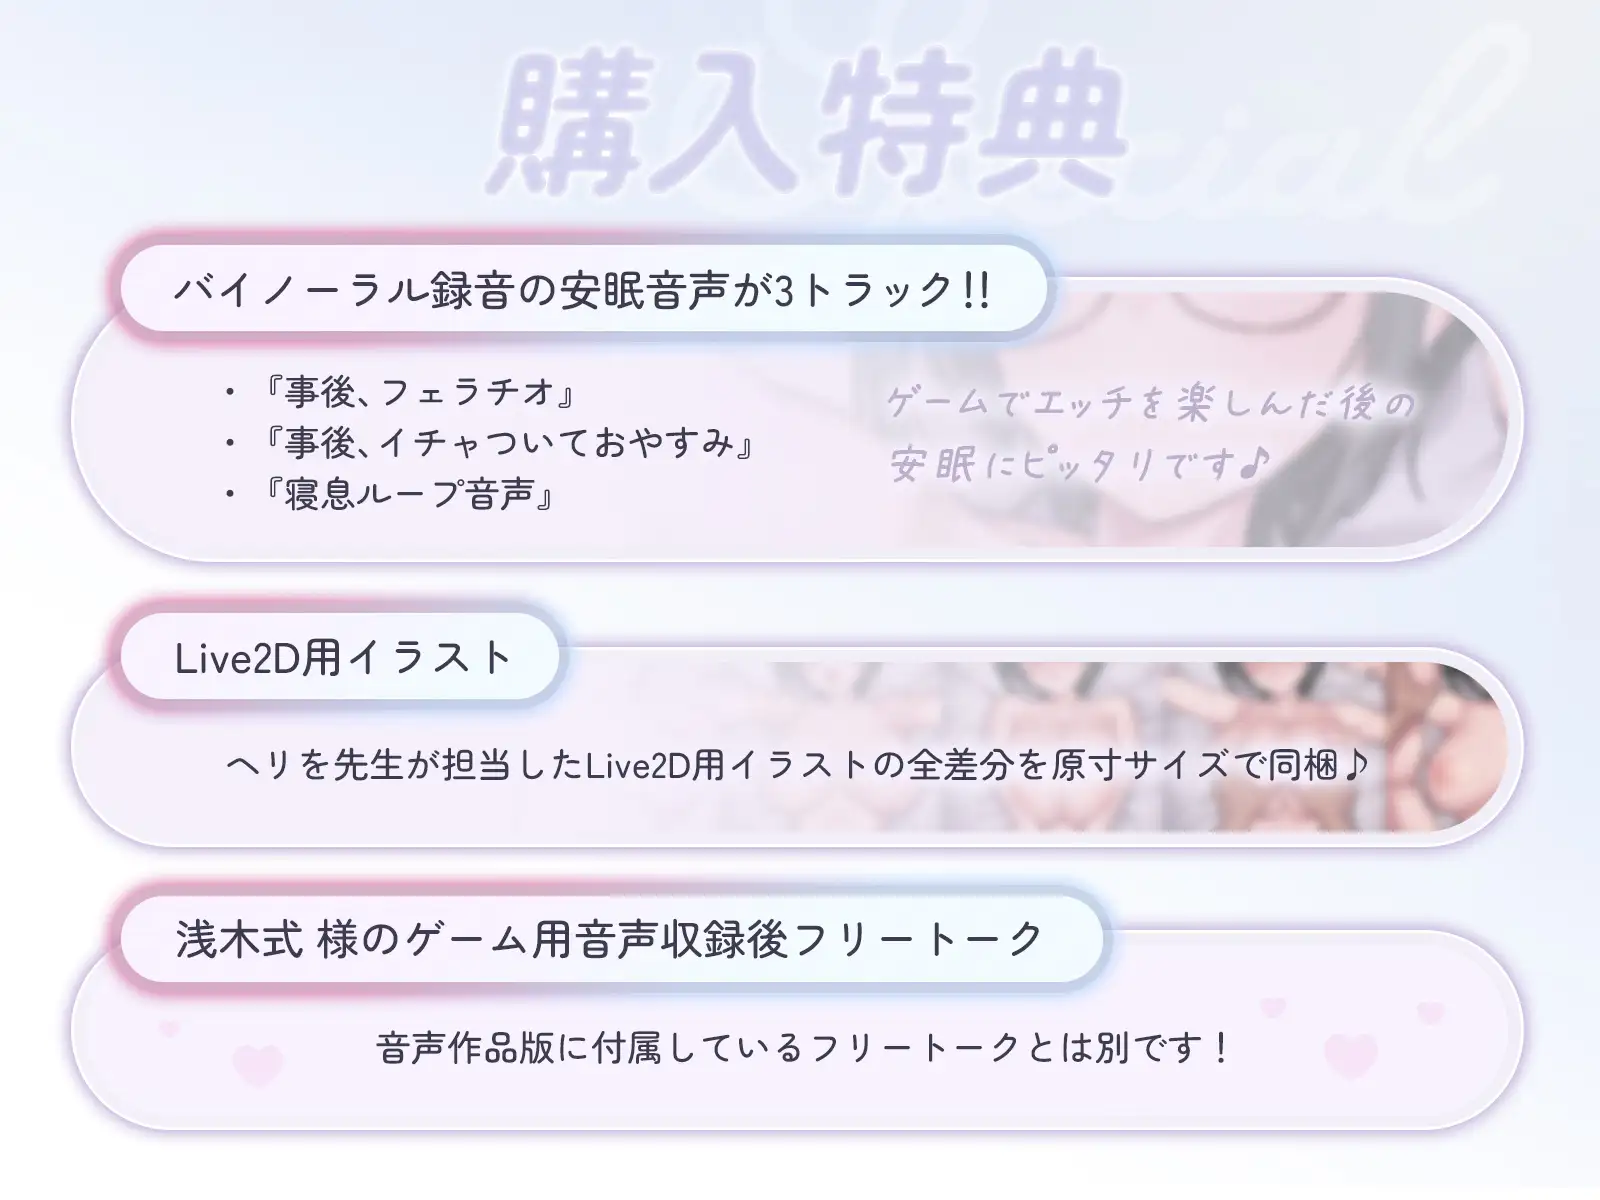 購入特典
Special
バイノーラル録音の安眠音声が3トラック!!
・『事後、フェラチオ』
・『事後、イチャついておやすみ』
・『寝息ループ音声』
ゲームでエッチを楽しんだ後の
安眠にピッタリです♪
Live2D用イラスト
ヘリを先生が担当したLive2D用イラストの全差分を原寸サイズで同梱♪
浅木式 様のゲーム用音声収録後フリートーク
音声作品版に付属しているフリートークとは別です！